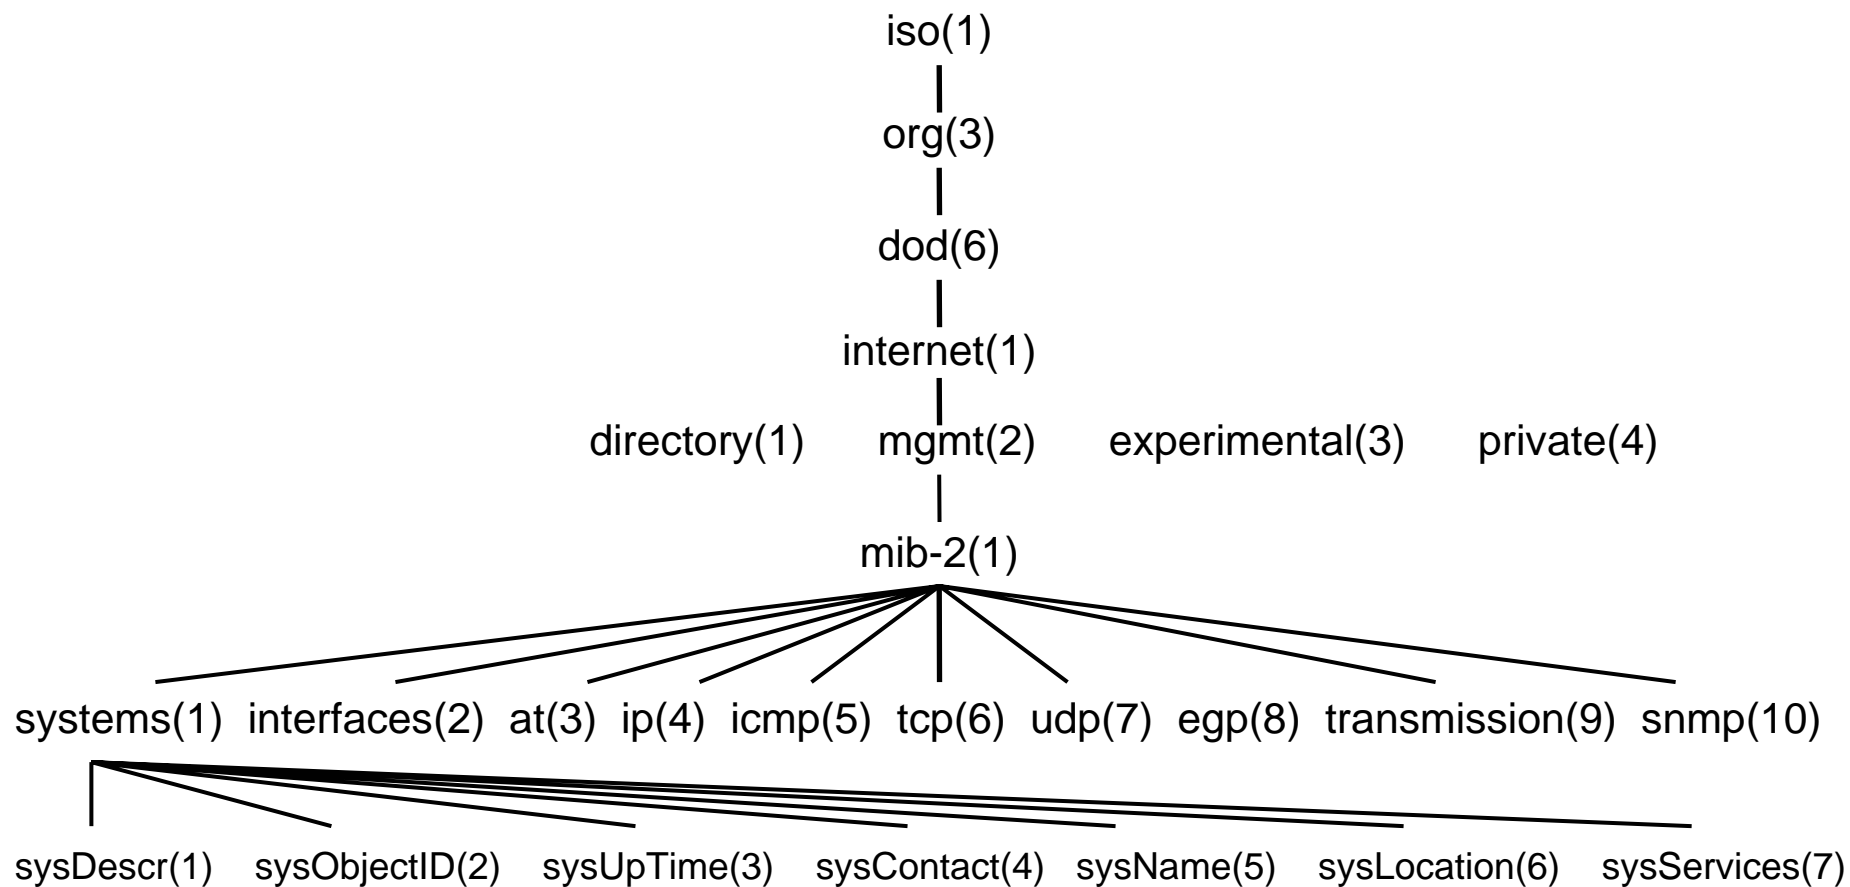 iso(1)
org(3)
dod(6)
internet(1)
directory(1) mgmt(2) experimental(3) private(4)
mib-2(1)
systems(1) interfaces(2) at(3) ip(4) icmp(5) tcp(6) udp(7) egp(8) transmission(9) snmp(10)
sysDescr(1) sysObjectID(2) sysUpTime(3) sysContact(4) sysName(5) sysLocation(6) sysServices(7)